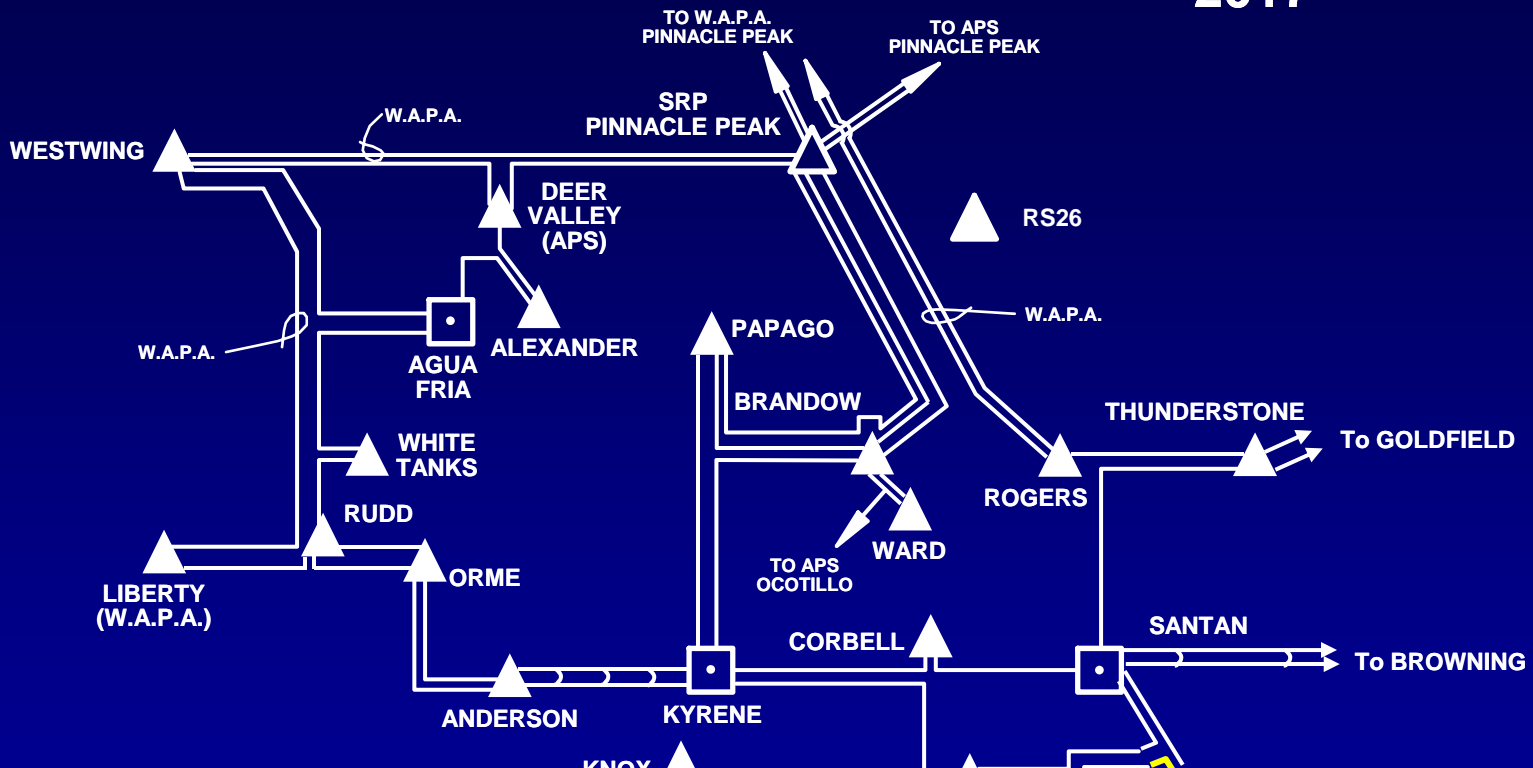 TO W.A.P.A.
PINNACLE PEAK
TO APS
PINNACLE PEAK
SRP
PINNACLE PEAK
W.A.P.A.
WESTWING
DEER
VALLEY
(APS)
RS26
W.A.P.A.
W.A.P.A.
PAPAGO
ALEXANDER
AGUA
FRIA
BRANDOW
THUNDERSTONE
To GOLDFIELD
WHITE
TANKS
ROGERS
RUDD
WARD
TO APS
OCOTILLO
ORME
LIBERTY
(W.A.P.A.)
SANTAN
CORBELL
To BROWNING
ANDERSON
KYRENE
KNOX